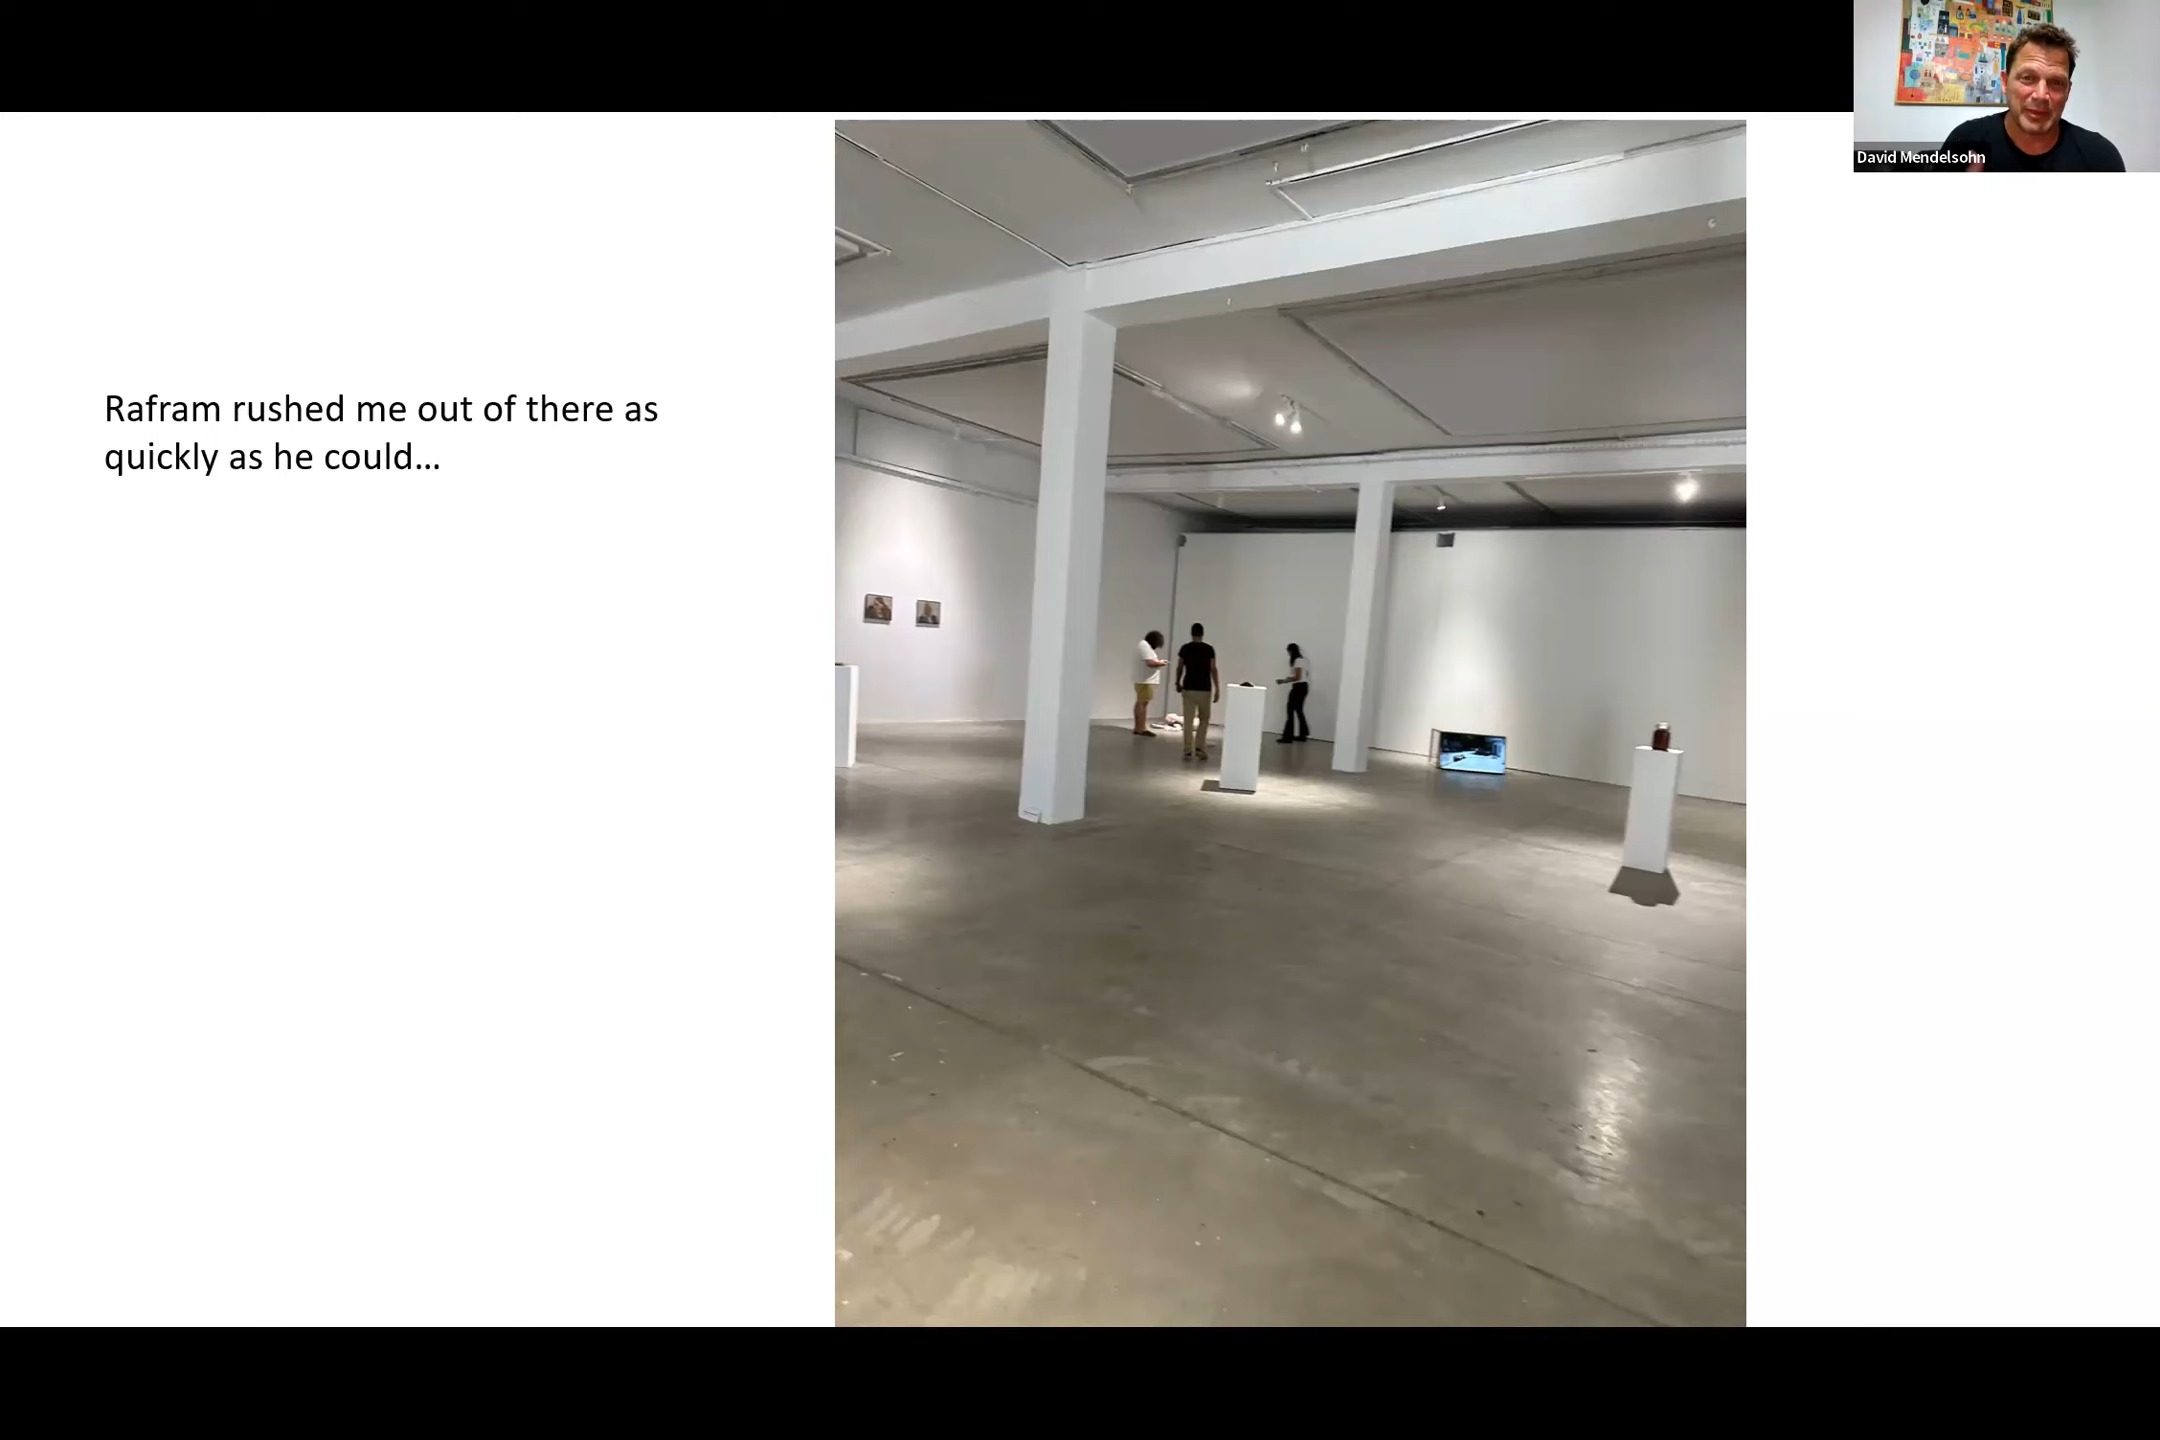 David Mendelsohn
Rafram rushed me out of there as
quickly as he could…